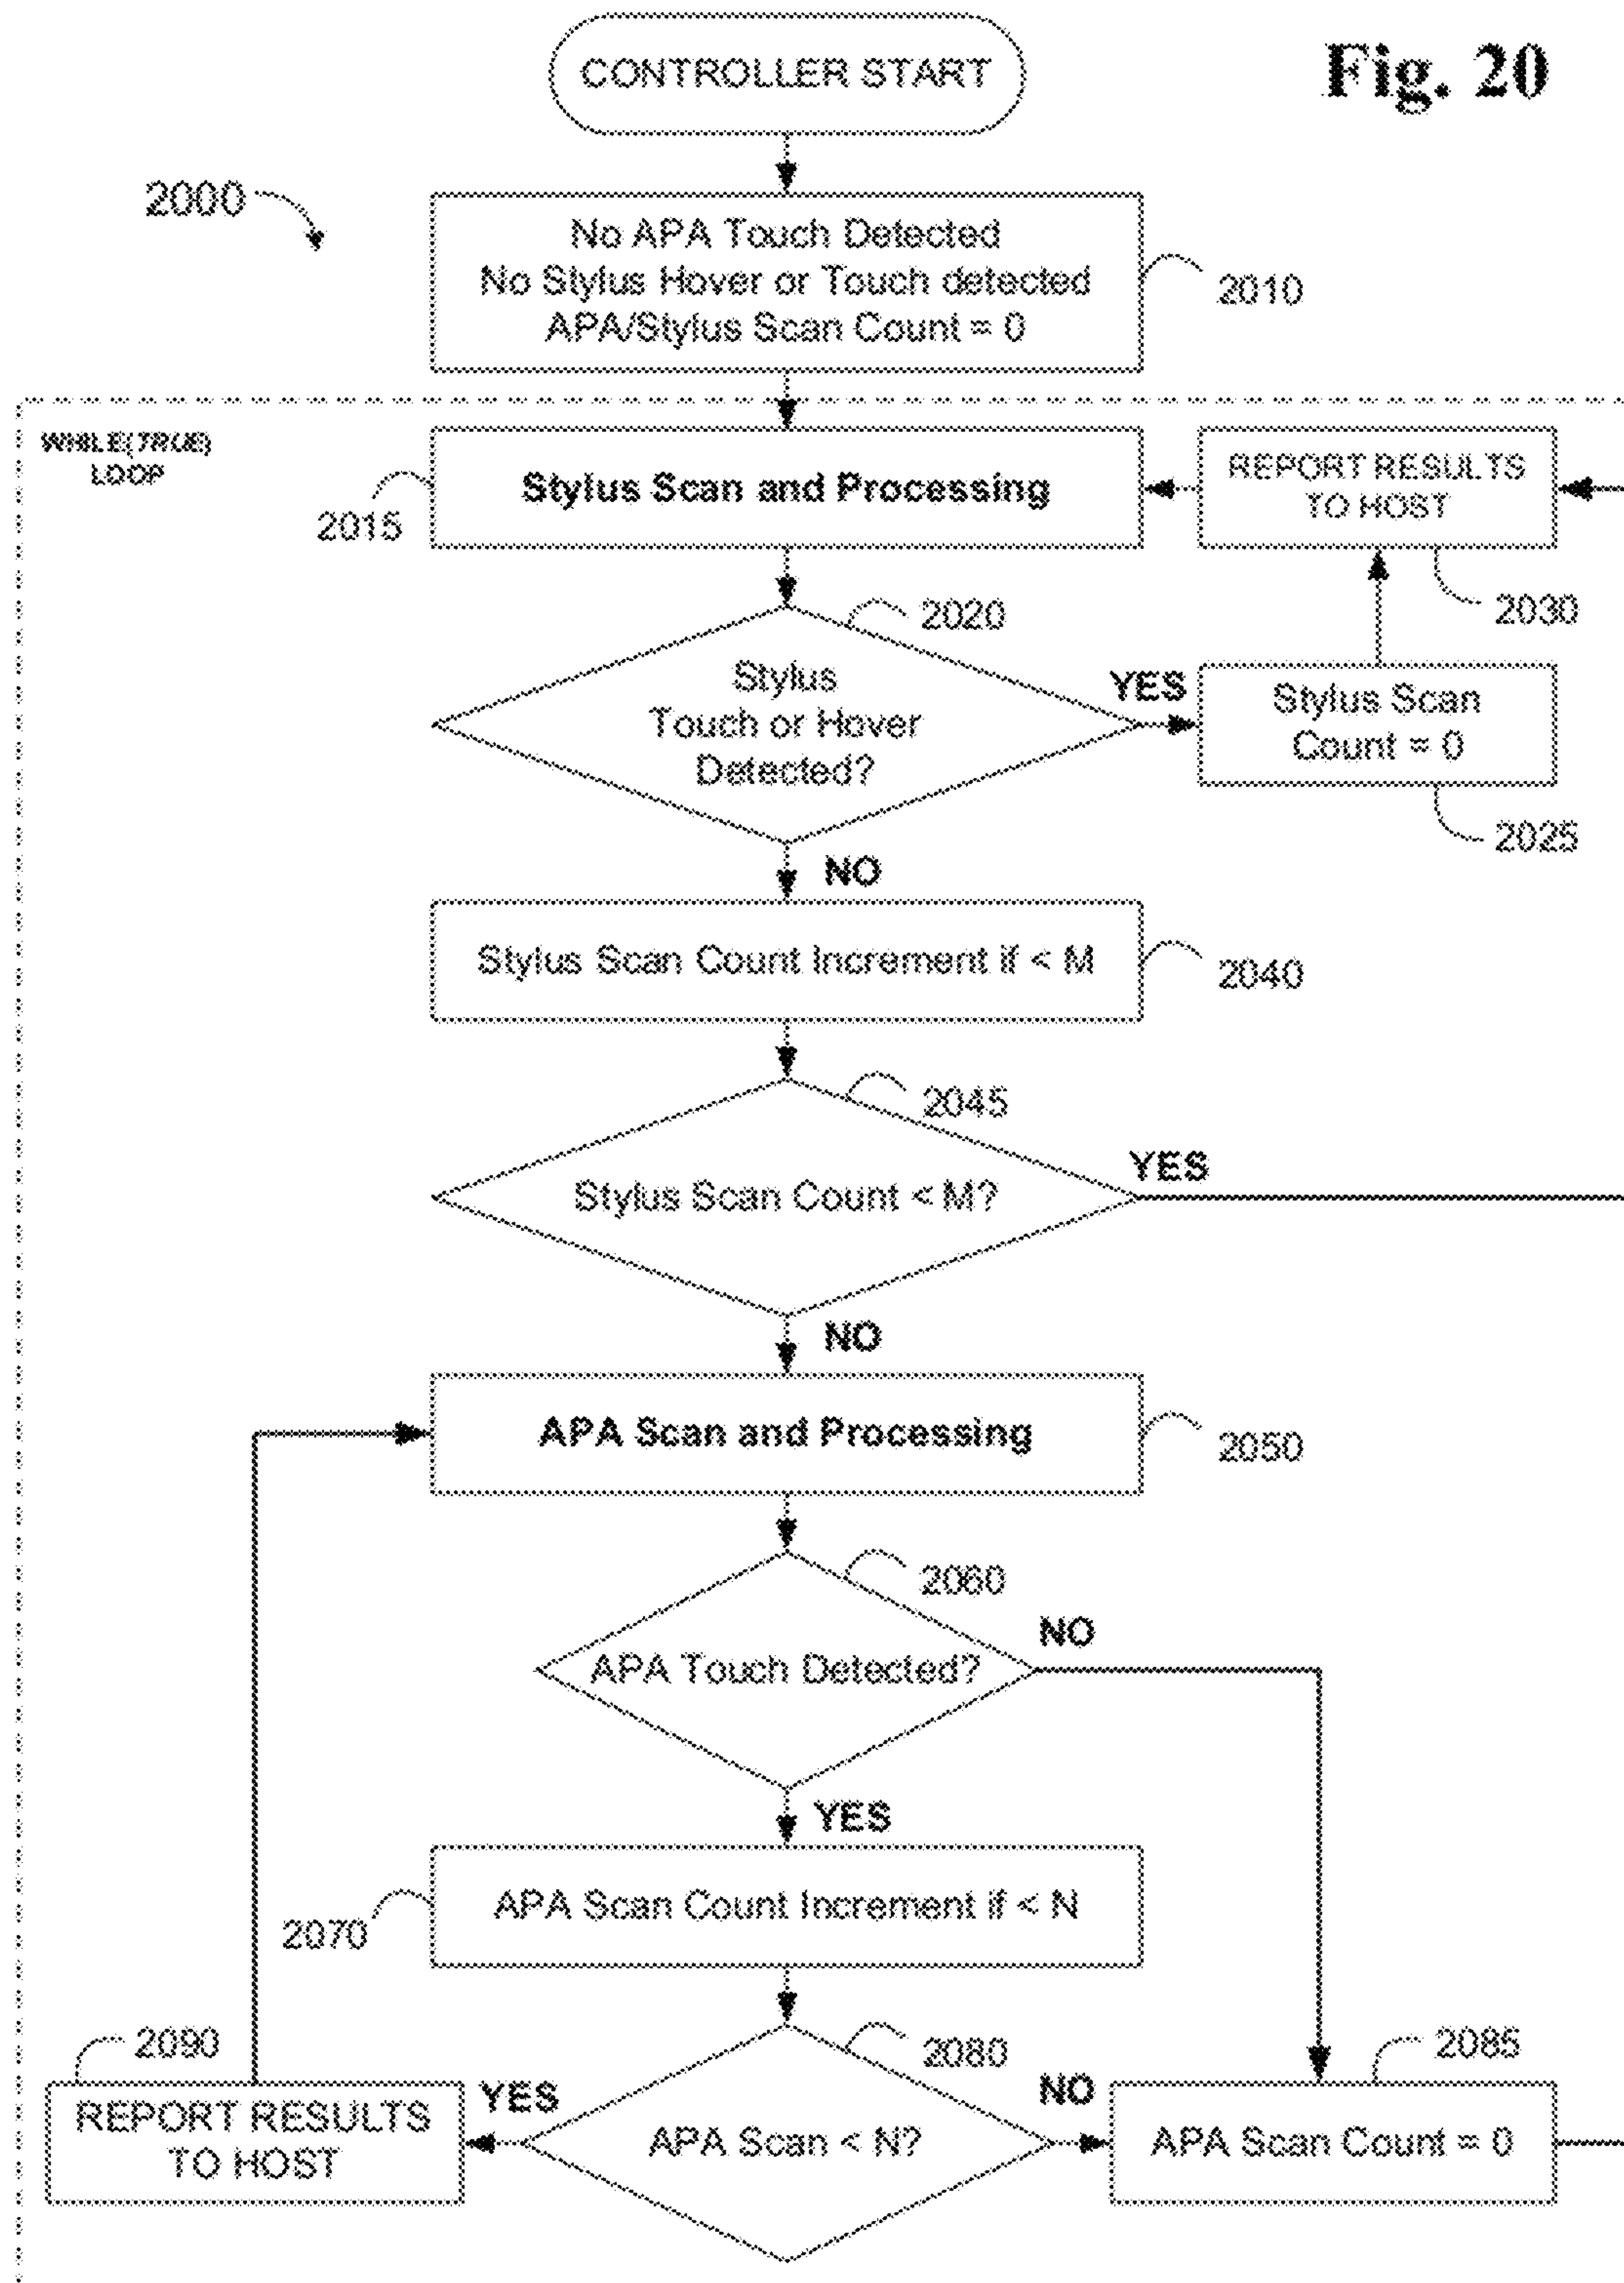 CONTROLLER START
Fig. 20
2000
No APA Touch Detected
No Stylus Hover or Touch detected
APA/Stylus Scan Count = 0
2010
WHILE(TRUE)
LOOP
Stylus Scan and Processing
2015
REPORT RESULTS
TO HOST
2030
2020
Stylus
Touch or Hover
Detected?
YES
Stylus Scan
Count = 0
2025
NO
Stylus Scan Count Increment if < M
2040
2045
Stylus Scan Count < M?
YES
NO
APA Scan and Processing
2050
2060
APA Touch Detected?
NO
YES
APA Scan Count Increment if < N
2070
2090
REPORT RESULTS
TO HOST
YES
2080
APA Scan < N?
NO
2085
APA Scan Count = 0